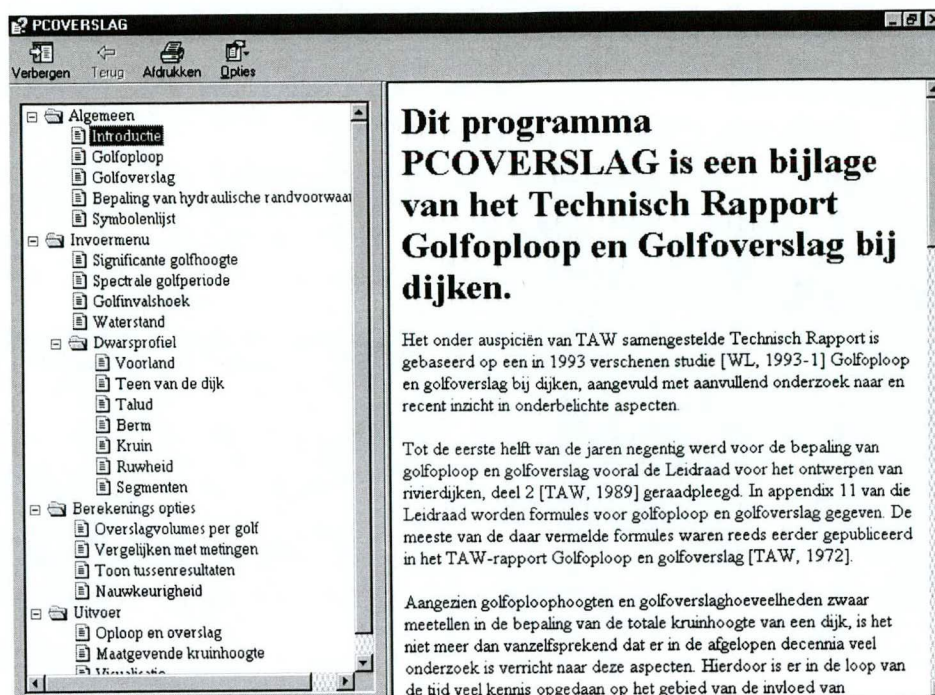 PCOVERSLAG
Verbergen Terug Afdrukken Opties
Algemeen
Introductie
Golfoploop
Golfoverslag
Bepaling van hydraulische randvoorwaar
Symbolenlijst
Invoermenu
Significante golfhoogte
Spectrale golfperiode
Golfinvalshoek
Waterstand
Dwarsprofiel
Voorland
Teen van de dijk
Talud
Berm
Kruin
Ruwheid
Segmenten
Berekenings opties
Overslagvolumes per golf
Vergelijken met metingen
Toon tussenresultaten
Nauwkeurigheid
Uitvoer
Oploop en overslag
Maatgevende kruinhoogte
Visualisatie
Dit programma
PCOVERSLAG is een bijlage
van het Technisch Rapport
Golfoploop en Golfoverslag bij
dijken.
Het onder auspiciën van TAW samengestelde Technisch Rapport is
gebaseerd op een in 1993 verschenen studie [WL, 1993-1] Golfoploop
en golfoverslag bij dijken, aangevuld met aanvullend onderzoek naar en
recent inzicht in onderbelichte aspecten.
Tot de eerste helft van de jaren negentig werd voor de bepaling van
golfoploop en golfoverslag vooral de Leidraad voor het ontwerpen van
rivierdijken, deel 2 [TAW, 1989] geraadpleegd. In appendix 11 van die
Leidraad worden formules voor golfoploop en golfoverslag gegeven. De
meeste van de daar vermelde formules waren reeds eerder gepubliceerd
in het TAW-rapport Golfoploop en golfoverslag [TAW, 1972].
Aangezien golfoploophoogten en golfoverslaghoeveelheden zwaar
meetellen in de bepaling van de totale kruinhoogte van een dijk, is het
niet meer dan vanzelfsprekend dat er in de afgelopen decennia veel
onderzoek is verricht naar deze aspecten. Hierdoor is er in de loop van
de tijd veel kennis opgedaan op het gebied van de invloed van